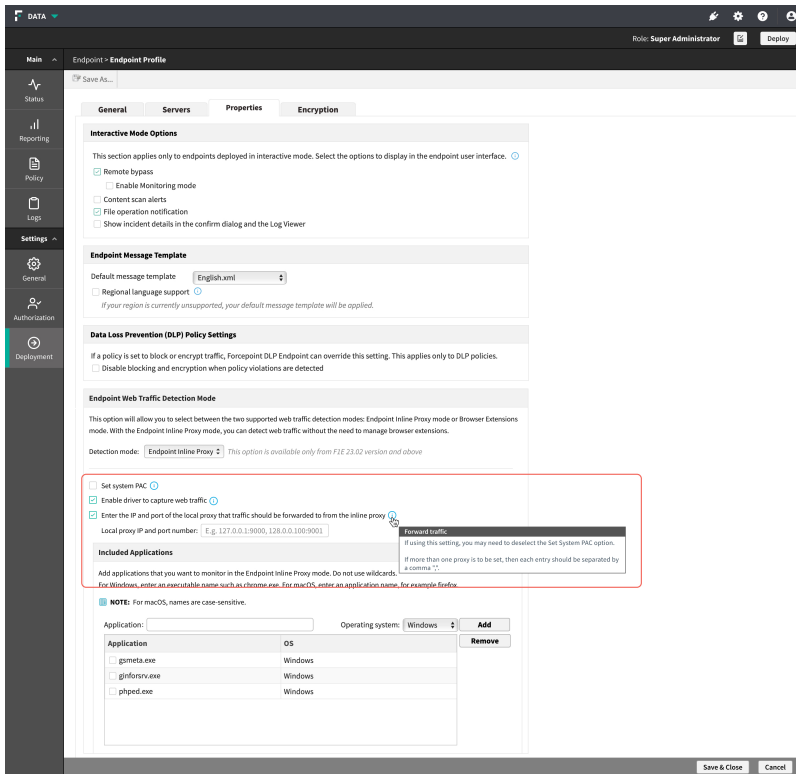 DATA
Role: Super Administrator
Deploy
Main
Endpoint > Endpoint Profile
Save As...
Status
Reporting
Policy
Logs
Settings
General
Authorization
Deployment
General Servers Properties Encryption
Interactive Mode Options
This section applies only to endpoints deployed in interactive mode. Select the options to display in the endpoint user interface.
Remote bypass
Enable Monitoring mode
Content scan alerts
File operation notification
Show incident details in the confirm dialog and the Log Viewer
Endpoint Message Template
Default message template English.xml
Regional language support
If your region is currently unsupported, your default message template will be applied.
Data Loss Prevention (DLP) Policy Settings
If a policy is set to block or encrypt traffic, Forcepoint DLP Endpoint can override this setting. This applies only to DLP policies.
Disable blocking and encryption when policy violations are detected
Endpoint Web Traffic Detection Mode
This option will allow you to select between the two supported web traffic detection modes: Endpoint Inline Proxy mode or Browser Extensions
mode. With the Endpoint Inline Proxy mode, you can detect web traffic without the need to manage browser extensions.
Detection mode: Endpoint Inline Proxy This option is available only from F1E 23.02 version and above
Set system PAC
Enable driver to capture web traffic
Enter the IP and port of the local proxy that traffic should be forwarded to from the inline proxy
Local proxy IP and port number: E.g. 127.0.0.1:9000, 128.0.0.100:9001
Forward traffic
If using this setting, you may need to deselect the Set System PAC option.
If more than one proxy is to be set, then each entry should be separated by
a comma ",".
Included Applications
Add applications that you want to monitor in the Endpoint Inline Proxy mode. Do not use wildcards.
For Windows, enter an executable name such as chrome.exe. For macOS, enter an application name, for example firefox.
NOTE: For macOS, names are case-sensitive.
Application: Operating system: Windows Add
Application OS Remove
gsmeta.exe Windows
ginforsrv.exe Windows
phped.exe Windows
Save & Close Cancel